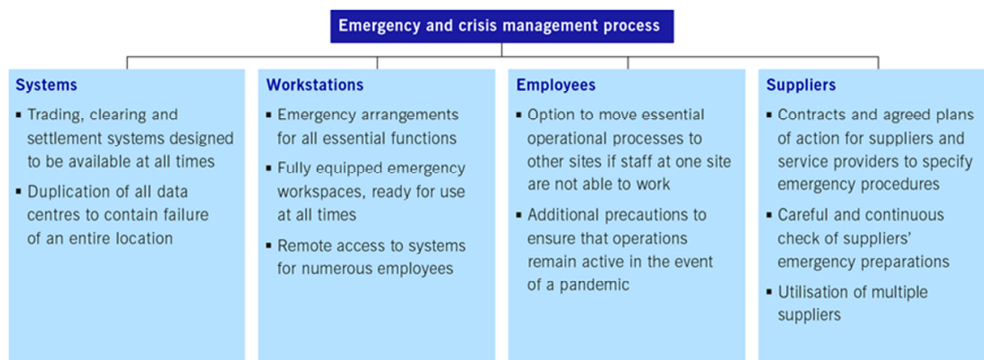 Emergency and crisis management process
Systems
▪ Trading, clearing and
settlement systems designed
to be available at all times
▪ Duplication of all data
centres to contain failure
of an entire location
Workstations
▪ Emergency arrangements
for all essential functions
▪ Fully equipped emergency
workspaces, ready for use
at all times
▪ Remote access to systems
for numerous employees
Employees
▪ Option to move essential
operational processes to
other sites if staff at one site
are not able to work
▪ Additional precautions to
ensure that operations
remain active in the event
of a pandemic
Suppliers
▪ Contracts and agreed plans
of action for suppliers and
service providers to specify
emergency procedures
▪ Careful and continuous
check of suppliers’
emergency preparations
▪ Utilisation of multiple
suppliers